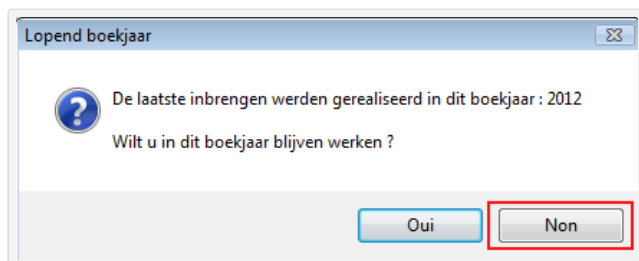 Lopend boekjaar
De laatste inbrengen werden gerealiseerd in dit boekjaar : 2012
Wilt u in dit boekjaar blijven werken ?
Oui Non